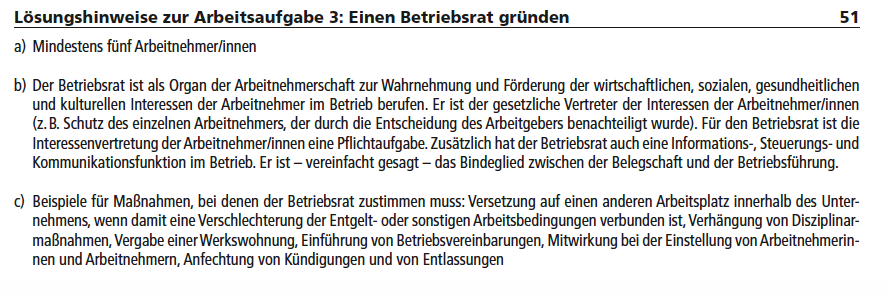 Lösungshinweise zur Arbeitsaufgabe 3: Einen Betriebsrat gründen 51
a) Mindestens fünf Arbeitnehmer/innen
b) Der Betriebsrat ist als Organ der Arbeitnehmerschaft zur Wahrnehmung und Förderung der wirtschaftlichen, sozialen, gesundheitlichen
und kulturellen Interessen der Arbeitnehmer im Betrieb berufen. Er ist der gesetzliche Vertreter der Interessen der Arbeitnehmer/innen
(z. B. Schutz des einzelnen Arbeitnehmers, der durch die Entscheidung des Arbeitgebers benachteiligt wurde). Für den Betriebsrat ist die
Interessenvertretung der Arbeitnehmer/innen eine Pflichtaufgabe. Zusätzlich hat der Betriebsrat auch eine Informations-, Steuerungs- und
Kommunikationsfunktion im Betrieb. Er ist – vereinfacht gesagt – das Bindeglied zwischen der Belegschaft und der Betriebsführung.
c) Beispiele für Maßnahmen, bei denen der Betriebsrat zustimmen muss: Versetzung auf einen anderen Arbeitsplatz innerhalb des Unter-
nehmens, wenn damit eine Verschlechterung der Entgelt- oder sonstigen Arbeitsbedingungen verbunden ist, Verhängung von Disziplinar-
maßnahmen, Vergabe einer Werkswohnung, Einführung von Betriebsvereinbarungen, Mitwirkung bei der Einstellung von Arbeitnehmerin-
nen und Arbeitnehmern, Anfechtung von Kündigungen und von Entlassungen